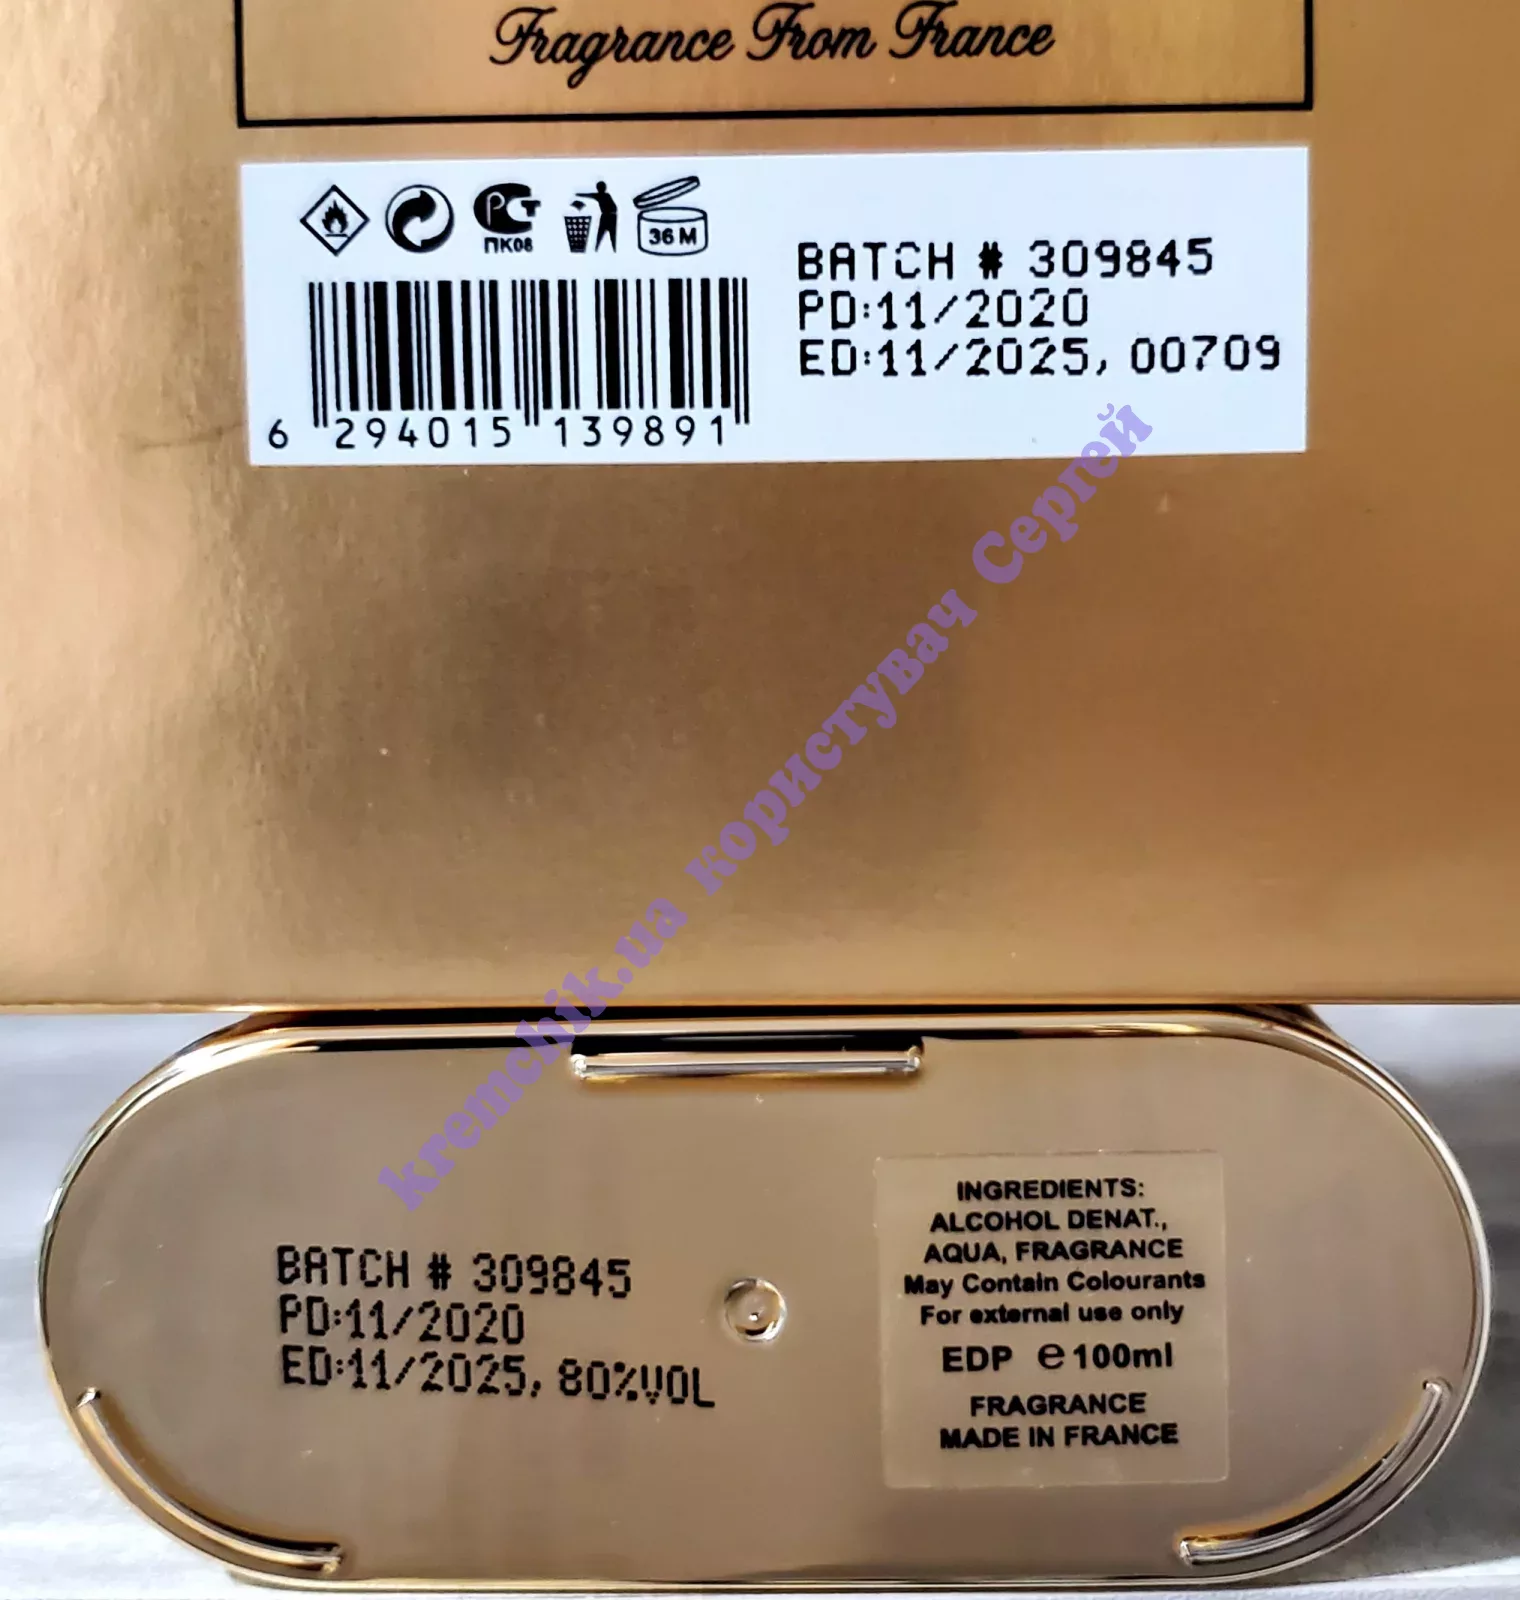 Fragrance From France
РСТ
ПК08
36 M
BATCH # 309845
PD:11/2020
ED:11/2025, 00709
6 294015 139891
kremchik.ua користувач Сергей
BATCH # 309845
PD:11/2020
ED:11/2025, 80%VOL
INGREDIENTS:
ALCOHOL DENAT.,
AQUA, FRAGRANCE
May Contain Colourants
For external use only
EDP e 100ml
FRAGRANCE
MADE IN FRANCE